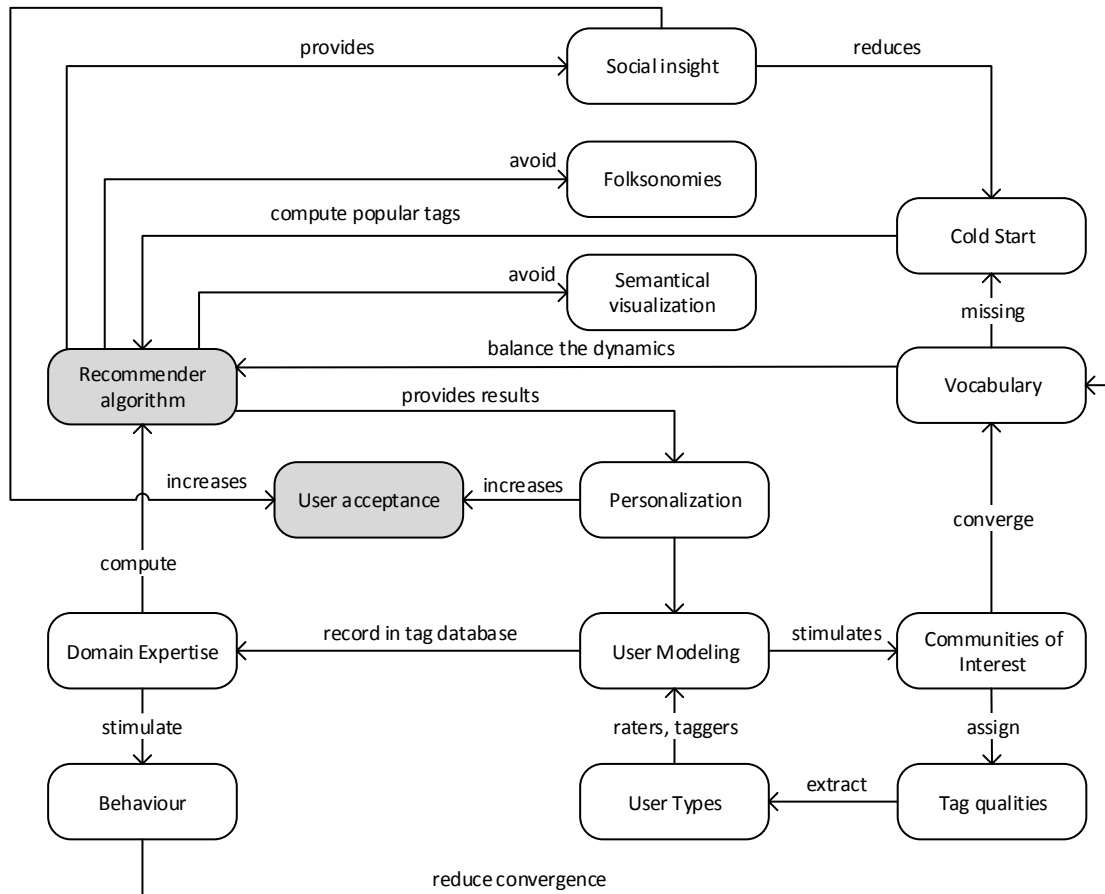 provides
Social insight
reduces
avoid
Folksonomies
compute popular tags
Cold Start
avoid
Semantical
visualization
missing
balance the dynamics
Recommender
algorithm
Vocabulary
provides results
increases
User acceptance
increases
Personalization
converge
compute
Domain Expertise
record in tag database
User Modeling
stimulates
Communities of
Interest
stimulate
raters, taggers
assign
Behaviour
User Types
extract
Tag qualities
reduce convergence